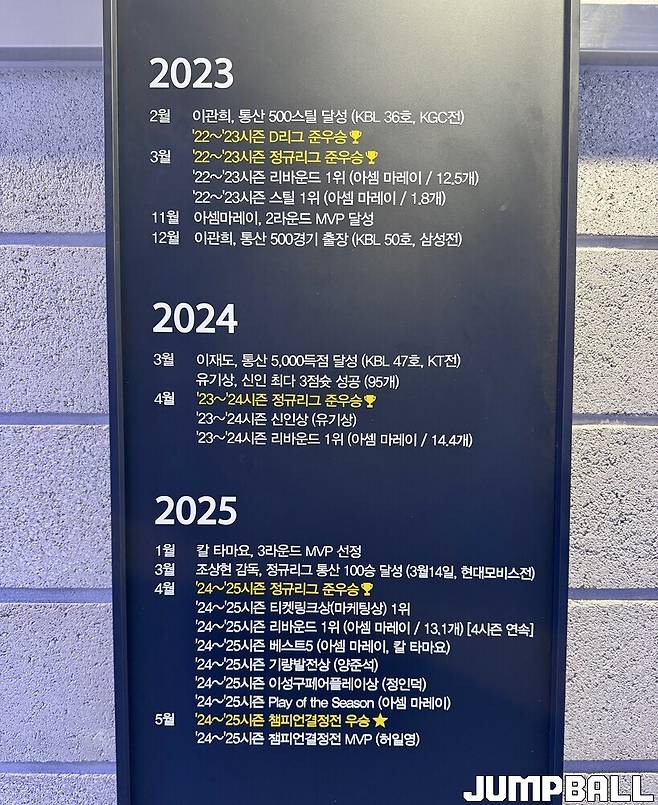 2023
2월 이관희, 통산 500스틸 달성 (KBL 36호, KGC전)
'22~'23시즌 D리그 준우승
3월 '22~'23시즌 정규리그 준우승
'22~'23시즌 리바운드 1위 (아셈 마레이 / 12.5개)
'22~'23시즌 스틸 1위 (아셈 마레이 / 1.8개)
11월 아셈마레이, 2라운드 MVP 달성
12월 이관희, 통산 500경기 출장 (KBL 50호, 삼성전)
2024
3월 이재도, 통산 5,000득점 달성 (KBL 47호, KT전)
유기상, 신인 최다 3점슛 성공 (95개)
4월 '23~'24시즌 정규리그 준우승
'23~'24시즌 신인상 (유기상)
'23~'24시즌 리바운드 1위 (아셈 마레이 / 14.4개)
2025
1월 칼 타마요, 3라운드 MVP 선정
3월 조상현 감독, 정규리그 통산 100승 달성 (3월14일, 현대모비스전)
4월 '24~'25시즌 정규리그 준우승
'24~'25시즌 티켓링크상(마케팅상) 1위
'24~'25시즌 리바운드 1위 (아셈 마레이 / 13.1개) [4시즌 연속]
'24~'25시즌 베스트5 (아셈 마레이, 칼 타마요)
'24~'25시즌 기량발전상 (양준석)
'24~'25시즌 이성구페어플레이상 (정인덕)
'24~'25시즌 Play of the Season (아셈 마레이)
5월 '24~'25시즌 챔피언결정전 우승
'24~'25시즌 챔피언결정전 MVP (허일영)
JUMPBALL